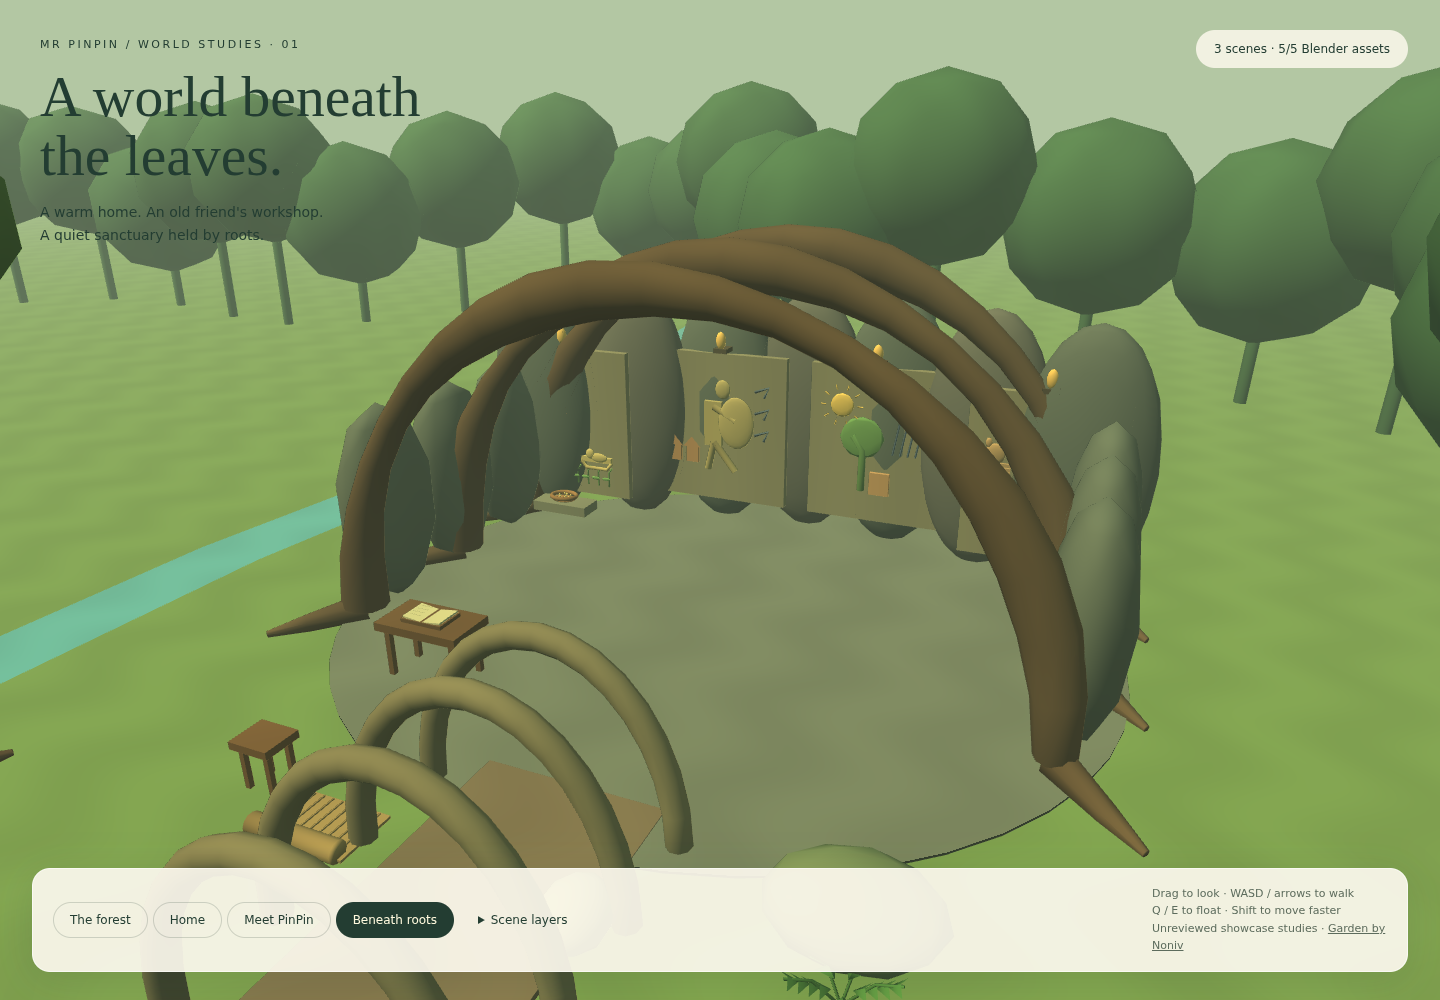 MR PINPIN / WORLD STUDIES · 01
A world beneath
the leaves.
A warm home. An old friend's workshop.
A quiet sanctuary held by roots.
3 scenes · 5/5 Blender assets
The forest
Home
Meet PinPin
Beneath roots
▶ Scene layers
Drag to look · WASD / arrows to walk
Q / E to float · Shift to move faster
Unreviewed showcase studies · Garden by
Noniv